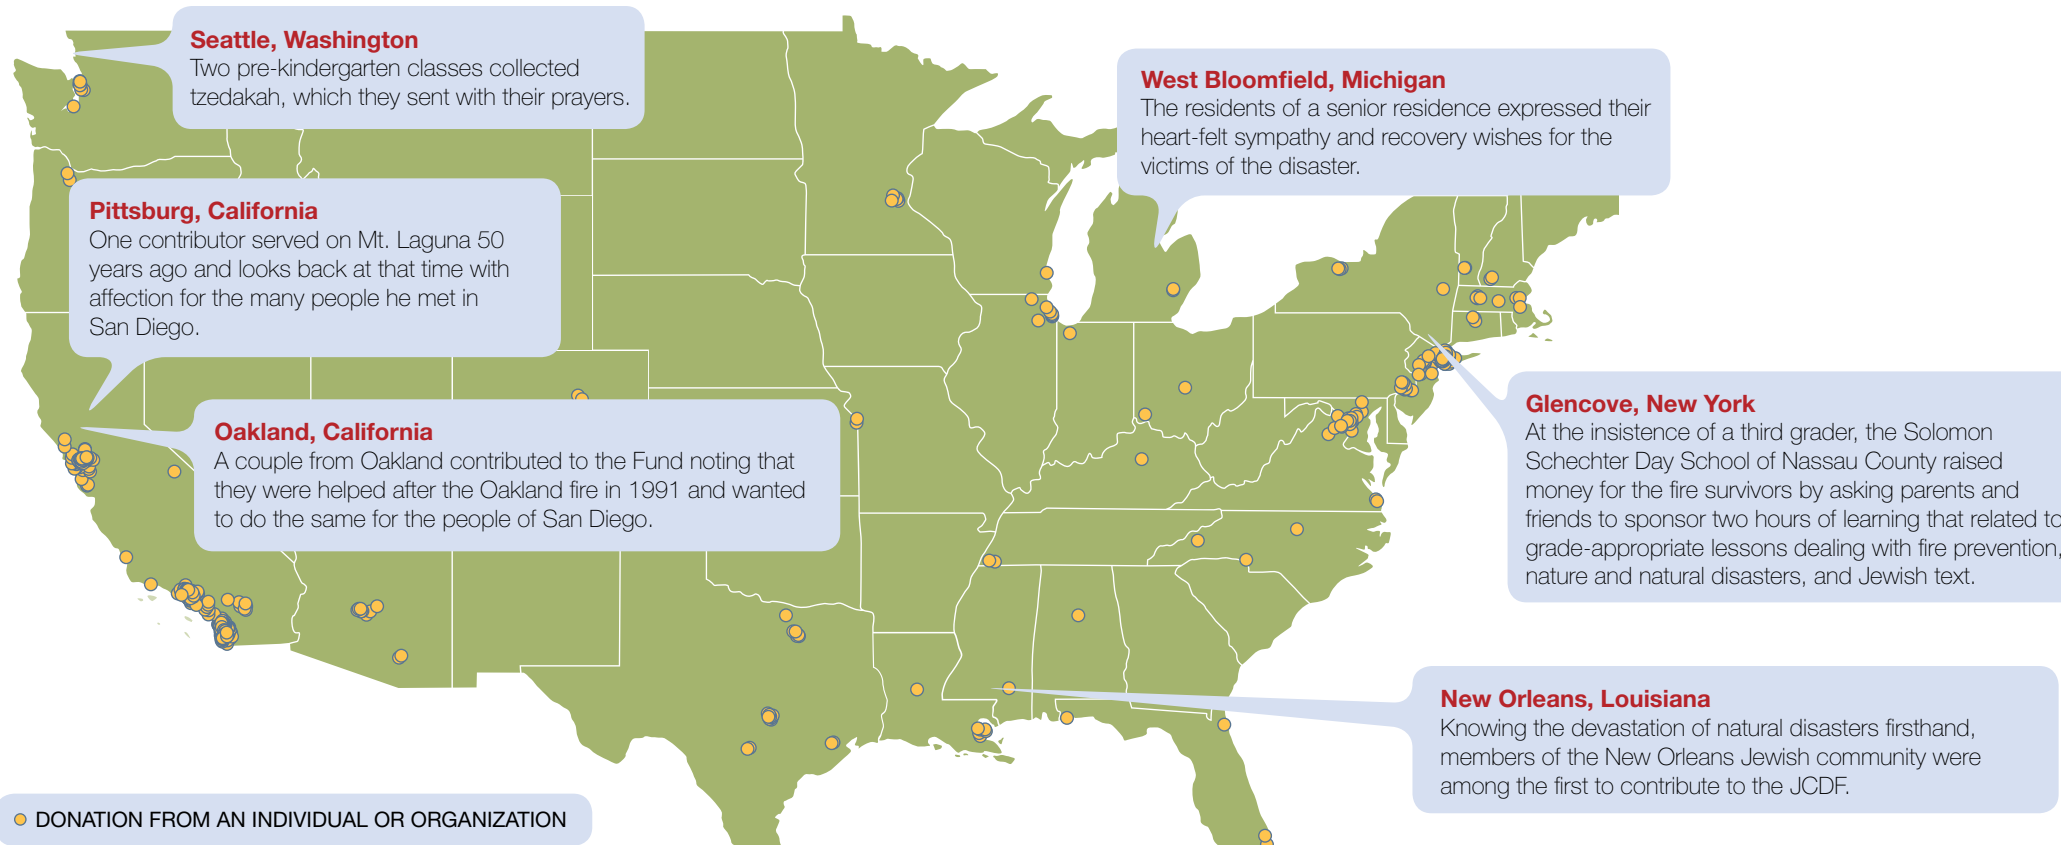 Seattle, Washington
Two pre-kindergarten classes collected
tzedakah, which they sent with their prayers.
West Bloomfield, Michigan
The residents of a senior residence expressed their
heart-felt sympathy and recovery wishes for the
victims of the disaster.
Pittsburg, California
One contributor served on Mt. Laguna 50
years ago and looks back at that time with
affection for the many people he met in
San Diego.
Oakland, California
A couple from Oakland contributed to the Fund noting that
they were helped after the Oakland fire in 1991 and wanted
to do the same for the people of San Diego.
Glencove, New York
At the insistence of a third grader, the Solomon
Schechter Day School of Nassau County raised
money for the fire survivors by asking parents and
friends to sponsor two hours of learning that related to
grade-appropriate lessons dealing with fire prevention,
nature and natural disasters, and Jewish text.
New Orleans, Louisiana
Knowing the devastation of natural disasters firsthand,
members of the New Orleans Jewish community were
among the first to contribute to the JCDF.
DONATION FROM AN INDIVIDUAL OR ORGANIZATION